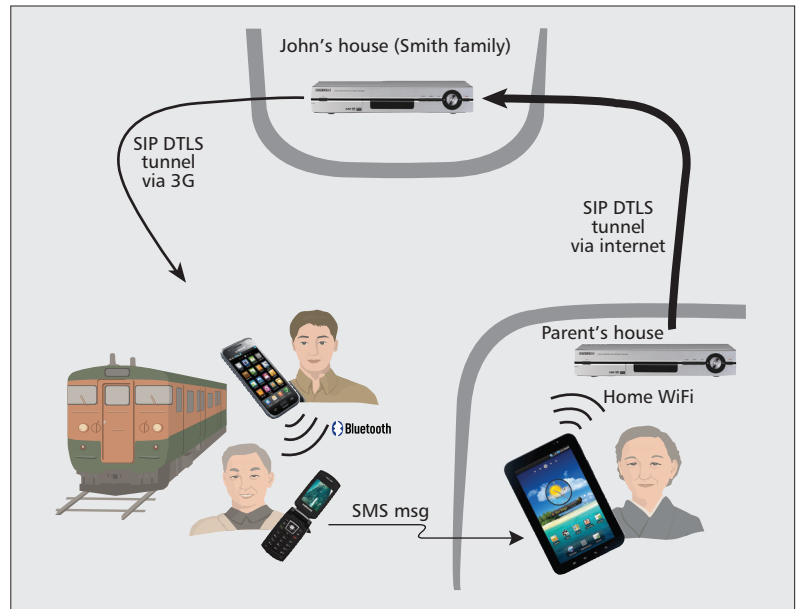 John's house (Smith family)
SIP DTLS
tunnel
via 3G
SIP DTLS
tunnel
via internet
Parent's house
Home WiFi
Bluetooth
SMS msg